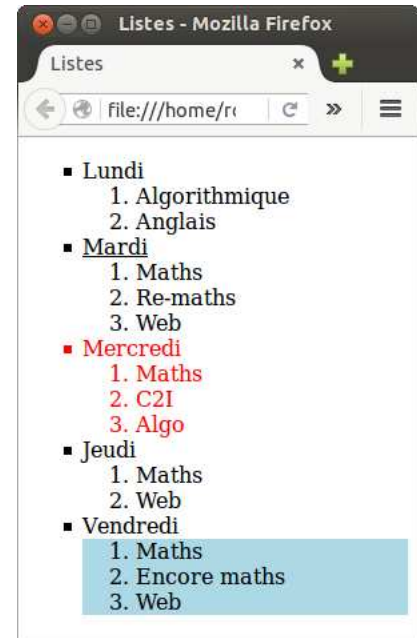 Listes - Mozilla Firefox
Listes
file:///home/ro
Lundi
1. Algorithmique
2. Anglais
Mardi
1. Maths
2. Re-maths
3. Web
Mercredi
1. Maths
2. C2I
3. Algo
Jeudi
1. Maths
2. Web
Vendredi
1. Maths
2. Encore maths
3. Web